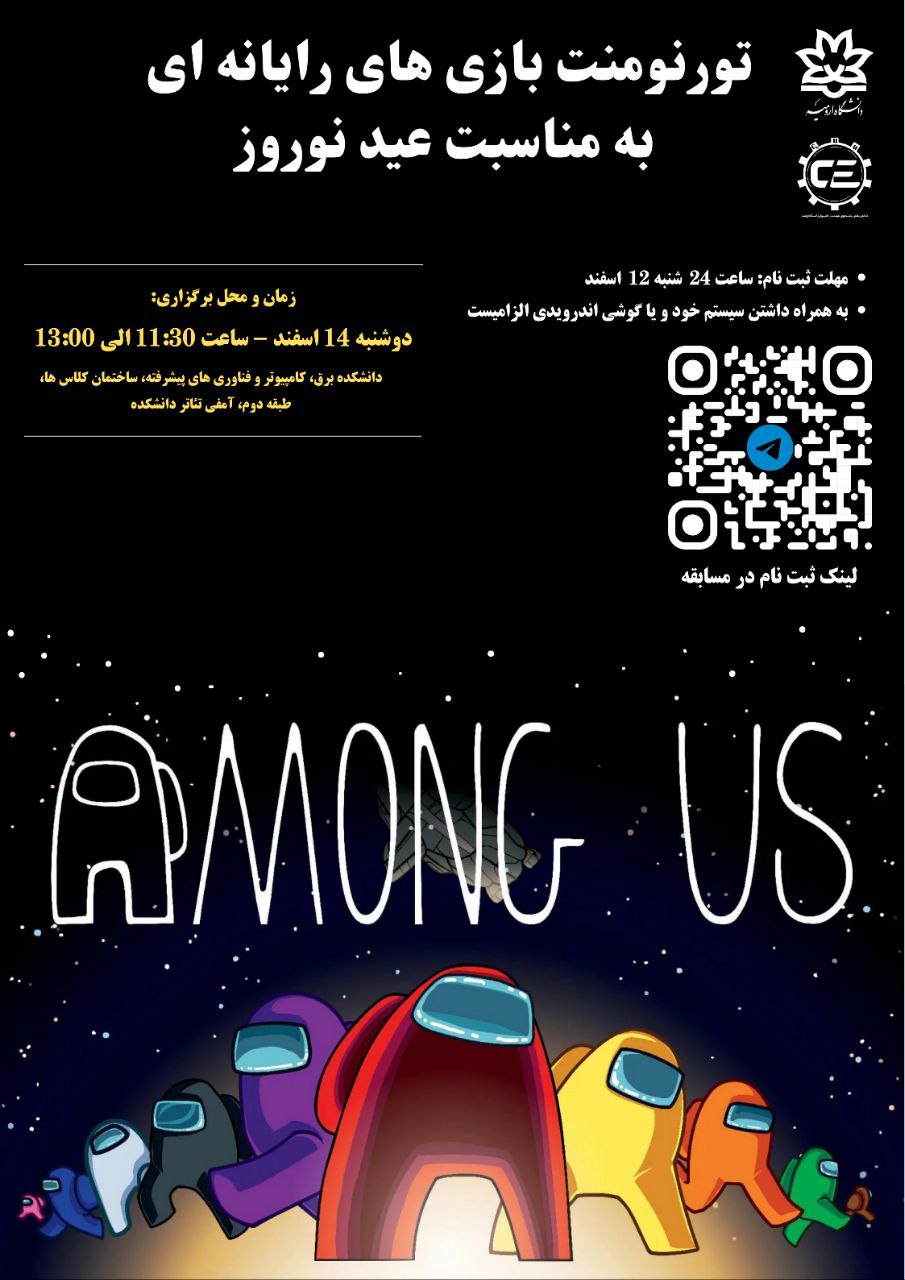 تورنومنت بازی های رایانه ای
به مناسبت عید نوروز
دانشگاه ارومیه
CE
مهلت ثبت نام: ساعت 24 شنبه 12 اسفند
به همراه داشتن سیستم خود و یا گوشی اندرویدی الزامیست
لینک ثبت نام در مسابقه
زمان و محل برگزاری:
دوشنبه 14 اسفند – ساعت 11:30 الی 13:00
دانشکده برق، کامپیوتر و فناوری های پیشرفته، ساختمان کلاس ها،
طبقه دوم، آمفی تئاتر دانشکده
AMONG US